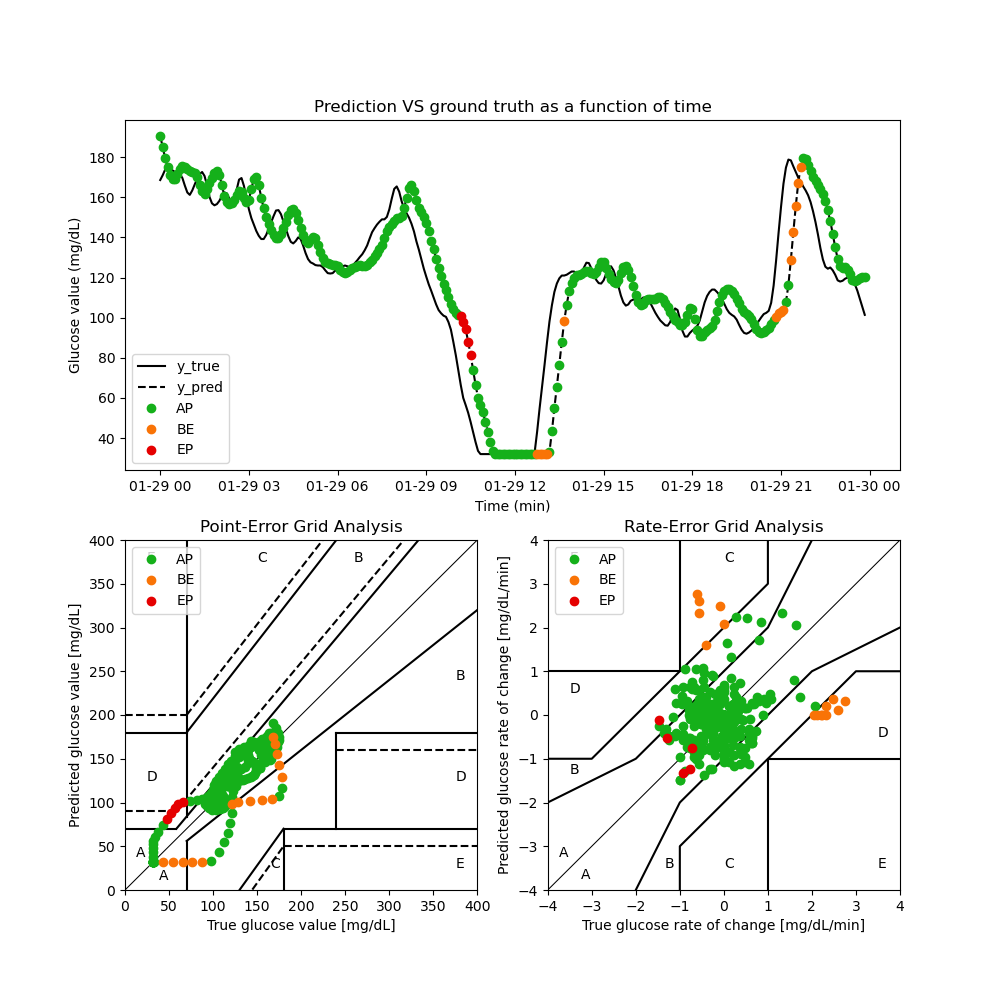 Prediction VS ground truth as a function of time
Glucose value (mg/dL)
180
160
140
120
100
80
60
40
y_true
y_pred
AP
BE
EP
01-29 00 01-29 03 01-29 06 01-29 09 01-29 12 01-29 15 01-29 18 01-29 21 01-30 00
Time (min)
Point-Error Grid Analysis
Predicted glucose value [mg/dL]
400
350
300
250
200
150
100
50
0
AP
BE
EP
C
B
B
D
D
A
A
C
E
0 50 100 150 200 250 300 350 400
True glucose value [mg/dL]
Rate-Error Grid Analysis
Predicted glucose rate of change [mg/dL/min]
4
3
2
1
0
−1
−2
−3
−4
AP
BE
EP
C
D
D
B
A
A
B
C
E
−4 −3 −2 −1 0 1 2 3 4
True glucose rate of change [mg/dL/min]